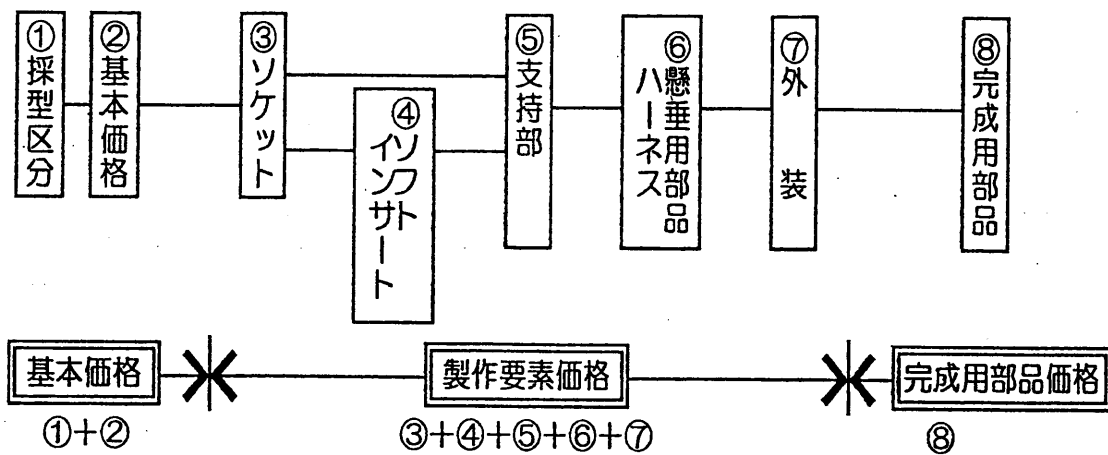 ①採型区分
②基本価格
③ソケット
④ソフトインサート
⑤支持部
⑥懸垂用部品
ハーネス
⑦外装
⑧完成用部品
基本価格
製作要素価格
完成用部品価格
①+②
③+④+⑤+⑥+⑦
⑧